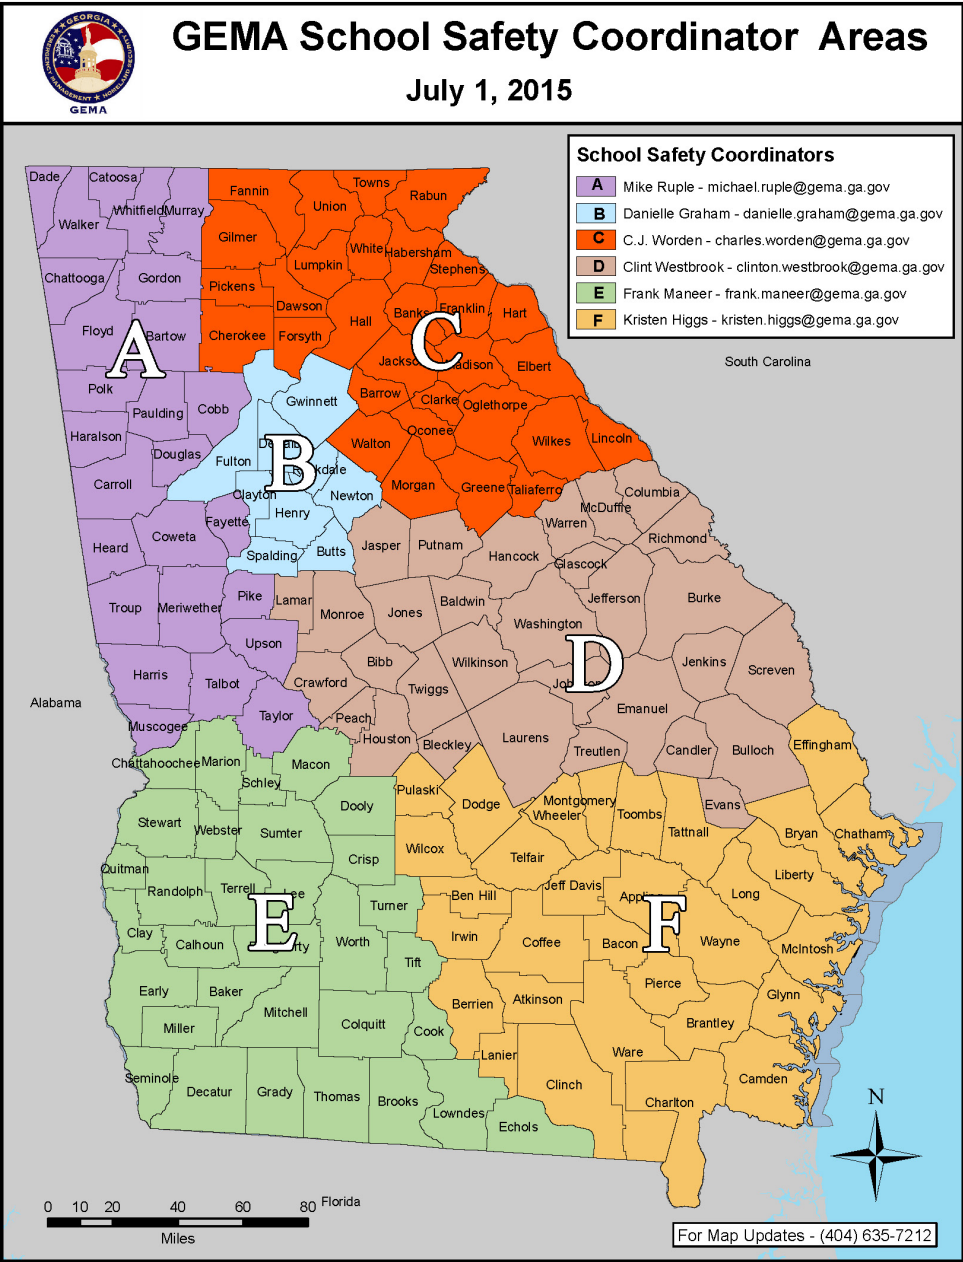 GEORGIA
EMERGENCY MANAGEMENT
HOMELAND SECURITY
GEMA
GEMA School Safety Coordinator Areas
July 1, 2015
School Safety Coordinators
A Mike Ruple - michael.ruple@gema.ga.gov
B Danielle Graham - danielle.graham@gema.ga.gov
C C.J. Worden - charles.worden@gema.ga.gov
D Clint Westbrook - clinton.westbrook@gema.ga.gov
E Frank Maneer - frank.maneer@gema.ga.gov
F Kristen Higgs - kristen.higgs@gema.ga.gov
South Carolina
Alabama
Florida
A
Dade
Catoosa
Whitfield
Murray
Walker
Chattooga
Gordon
Floyd
Bartow
Polk
Paulding
Cobb
Haralson
Douglas
Carroll
Fayette
Coweta
Heard
Troup
Meriwether
Pike
Upson
Harris
Talbot
Taylor
Muscogee
B
Gwinnett
Fulton
Clayton
Newton
Henry
Spalding
Butts
C
Fannin
Union
Towns
Rabun
Gilmer
White
Habersham
Lumpkin
Stephens
Pickens
Dawson
Banks
Franklin
Hart
Hall
Cherokee
Forsyth
Elbert
Barrow
Clarke
Oglethorpe
Oconee
Walton
Wilkes
Lincoln
Morgan
Greene
Taliaferro
D
Columbia
McDuffie
Warren
Richmond
Jasper
Putnam
Hancock
Glascock
Lamar
Monroe
Jones
Baldwin
Jefferson
Burke
Washington
Bibb
Wilkinson
Jenkins
Screven
Crawford
Twiggs
Emanuel
Peach
Houston
Bleckley
Laurens
Treutlen
Candler
Bulloch
Evans
E
Chattahoochee
Marion
Macon
Schley
Dooly
Stewart
Webster
Sumter
Crisp
Quitman
Randolph
Terrell
Turner
Clay
Calhoun
Worth
Tift
Early
Baker
Mitchell
Miller
Colquitt
Cook
Seminole
Decatur
Grady
Thomas
Brooks
Lowndes
Echols
F
Effingham
Pulaski
Dodge
Montgomery
Wheeler
Toombs
Tattnall
Bryan
Chatham
Wilcox
Telfair
Liberty
Ben Hill
Jeff Davis
Long
Irwin
Coffee
Bacon
Wayne
McIntosh
Pierce
Glynn
Berrien
Atkinson
Brantley
Lanier
Ware
Clinch
Camden
Charlton
N
0 10 20 40 60 80
Miles
For Map Updates - (404) 635-7212